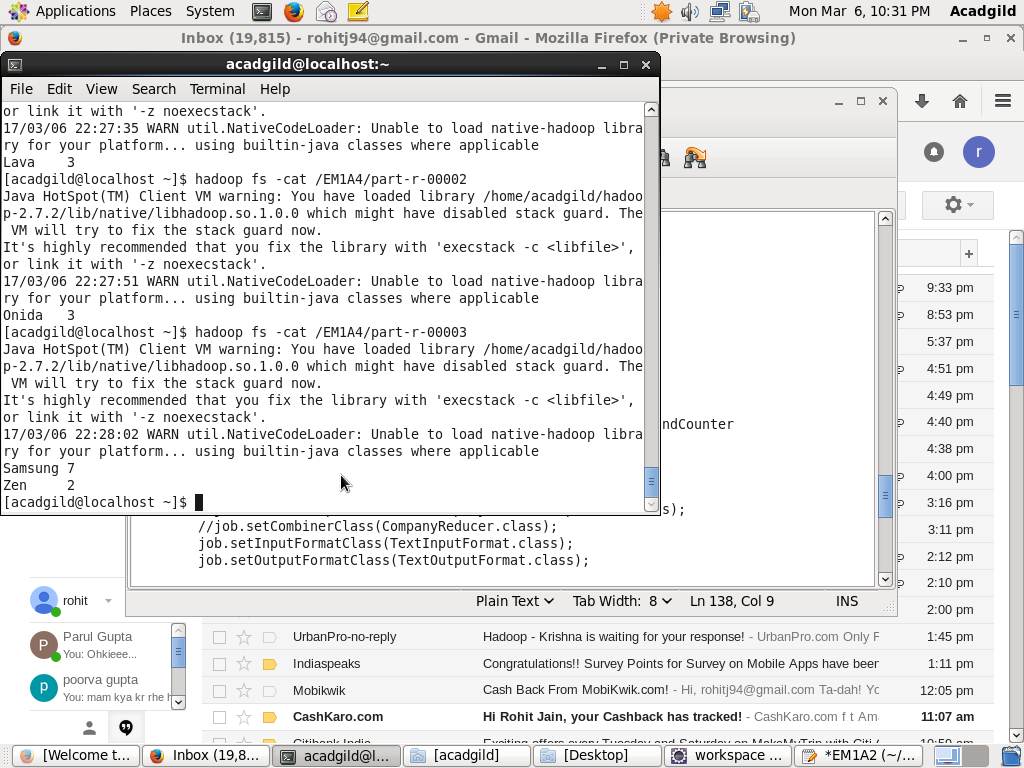 Applications Places System
Mon Mar 6, 10:31 PM Acadgild
Inbox (19,815) - rohitj94@gmail.com - Gmail - Mozilla Firefox (Private Browsing)
acadgild@localhost:~
File Edit View Search Terminal Help
or link it with '-z noexecstack'.
17/03/06 22:27:35 WARN util.NativeCodeLoader: Unable to load native-hadoop libra
ry for your platform... using builtin-java classes where applicable
Lava 3
[acadgild@localhost ~]$ hadoop fs -cat /EM1A4/part-r-00002
Java HotSpot(TM) Client VM warning: You have loaded library /home/acadgild/hadoo
p-2.7.2/lib/native/libhadoop.so.1.0.0 which might have disabled stack guard. The
VM will try to fix the stack guard now.
It's highly recommended that you fix the library with 'execstack -c <libfile>',
or link it with '-z noexecstack'.
17/03/06 22:27:51 WARN util.NativeCodeLoader: Unable to load native-hadoop libra
ry for your platform... using builtin-java classes where applicable
Onida 3
[acadgild@localhost ~]$ hadoop fs -cat /EM1A4/part-r-00003
Java HotSpot(TM) Client VM warning: You have loaded library /home/acadgild/hadoo
p-2.7.2/lib/native/libhadoop.so.1.0.0 which might have disabled stack guard. The
VM will try to fix the stack guard now.
It's highly recommended that you fix the library with 'execstack -c <libfile>',
or link it with '-z noexecstack'.
17/03/06 22:28:02 WARN util.NativeCodeLoader: Unable to load native-hadoop libra
ry for your platform... using builtin-java classes where applicable
Samsung 7
Zen 2
[acadgild@localhost ~]$
ndCounter
s);
//job.setCombinerClass(CompanyReducer.class);
job.setInputFormatClass(TextInputFormat.class);
job.setOutputFormatClass(TextOutputFormat.class);
Plain Text Tab Width: 8 Ln 138, Col 9 INS
r
+
9:33 pm
8:53 pm
5:37 pm
4:51 pm
4:49 pm
4:40 pm
4:38 pm
4:00 pm
3:16 pm
3:11 pm
2:12 pm
2:10 pm
2:00 pm
rohit
P
Parul Gupta
You: Ohkieee...
p
poorva gupta
You: mam kya kr rhe h
UrbanPro-no-reply Hadoop - Krishna is waiting for your response! - UrbanPro.com Only F 1:45 pm
Indiaspeaks Congratulations!! Survey Points for Survey on Mobile Apps have been 1:11 pm
Mobikwik Cash Back From MobiKwik.com! - Hi, rohitj94@gmail.com Ta-dah! Yo 12:05 pm
CashKaro.com Hi Rohit Jain, your Cashback has tracked! - CashKaro.com f t Am 11:07 am
[Welcome t... Inbox (19,8... acadgild@l... [acadgild] [Desktop] workspace ... *EM1A2 (~/...